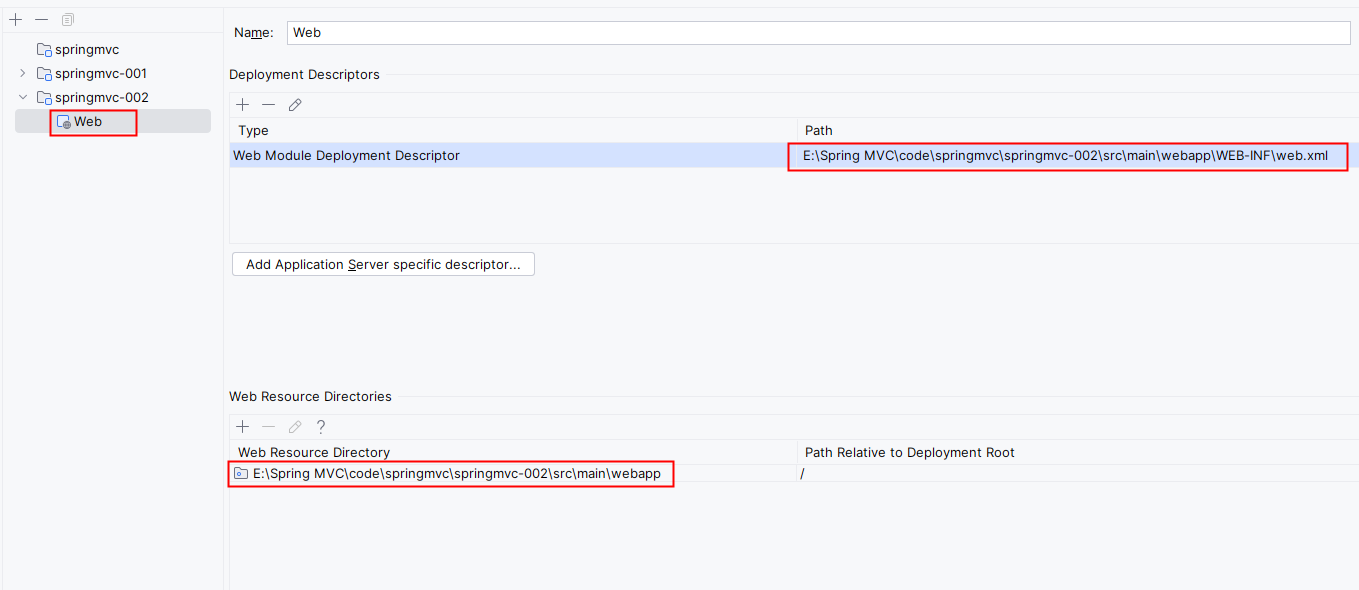 Name: Web
springmvc
springmvc-001
springmvc-002
Web
Deployment Descriptors
Type Path
Web Module Deployment Descriptor E:\Spring MVC\code\springmvc\springmvc-002\src\main\webapp\WEB-INF\web.xml
Add Application Server specific descriptor...
Web Resource Directories
?
Web Resource Directory Path Relative to Deployment Root
E:\Spring MVC\code\springmvc\springmvc-002\src\main\webapp /